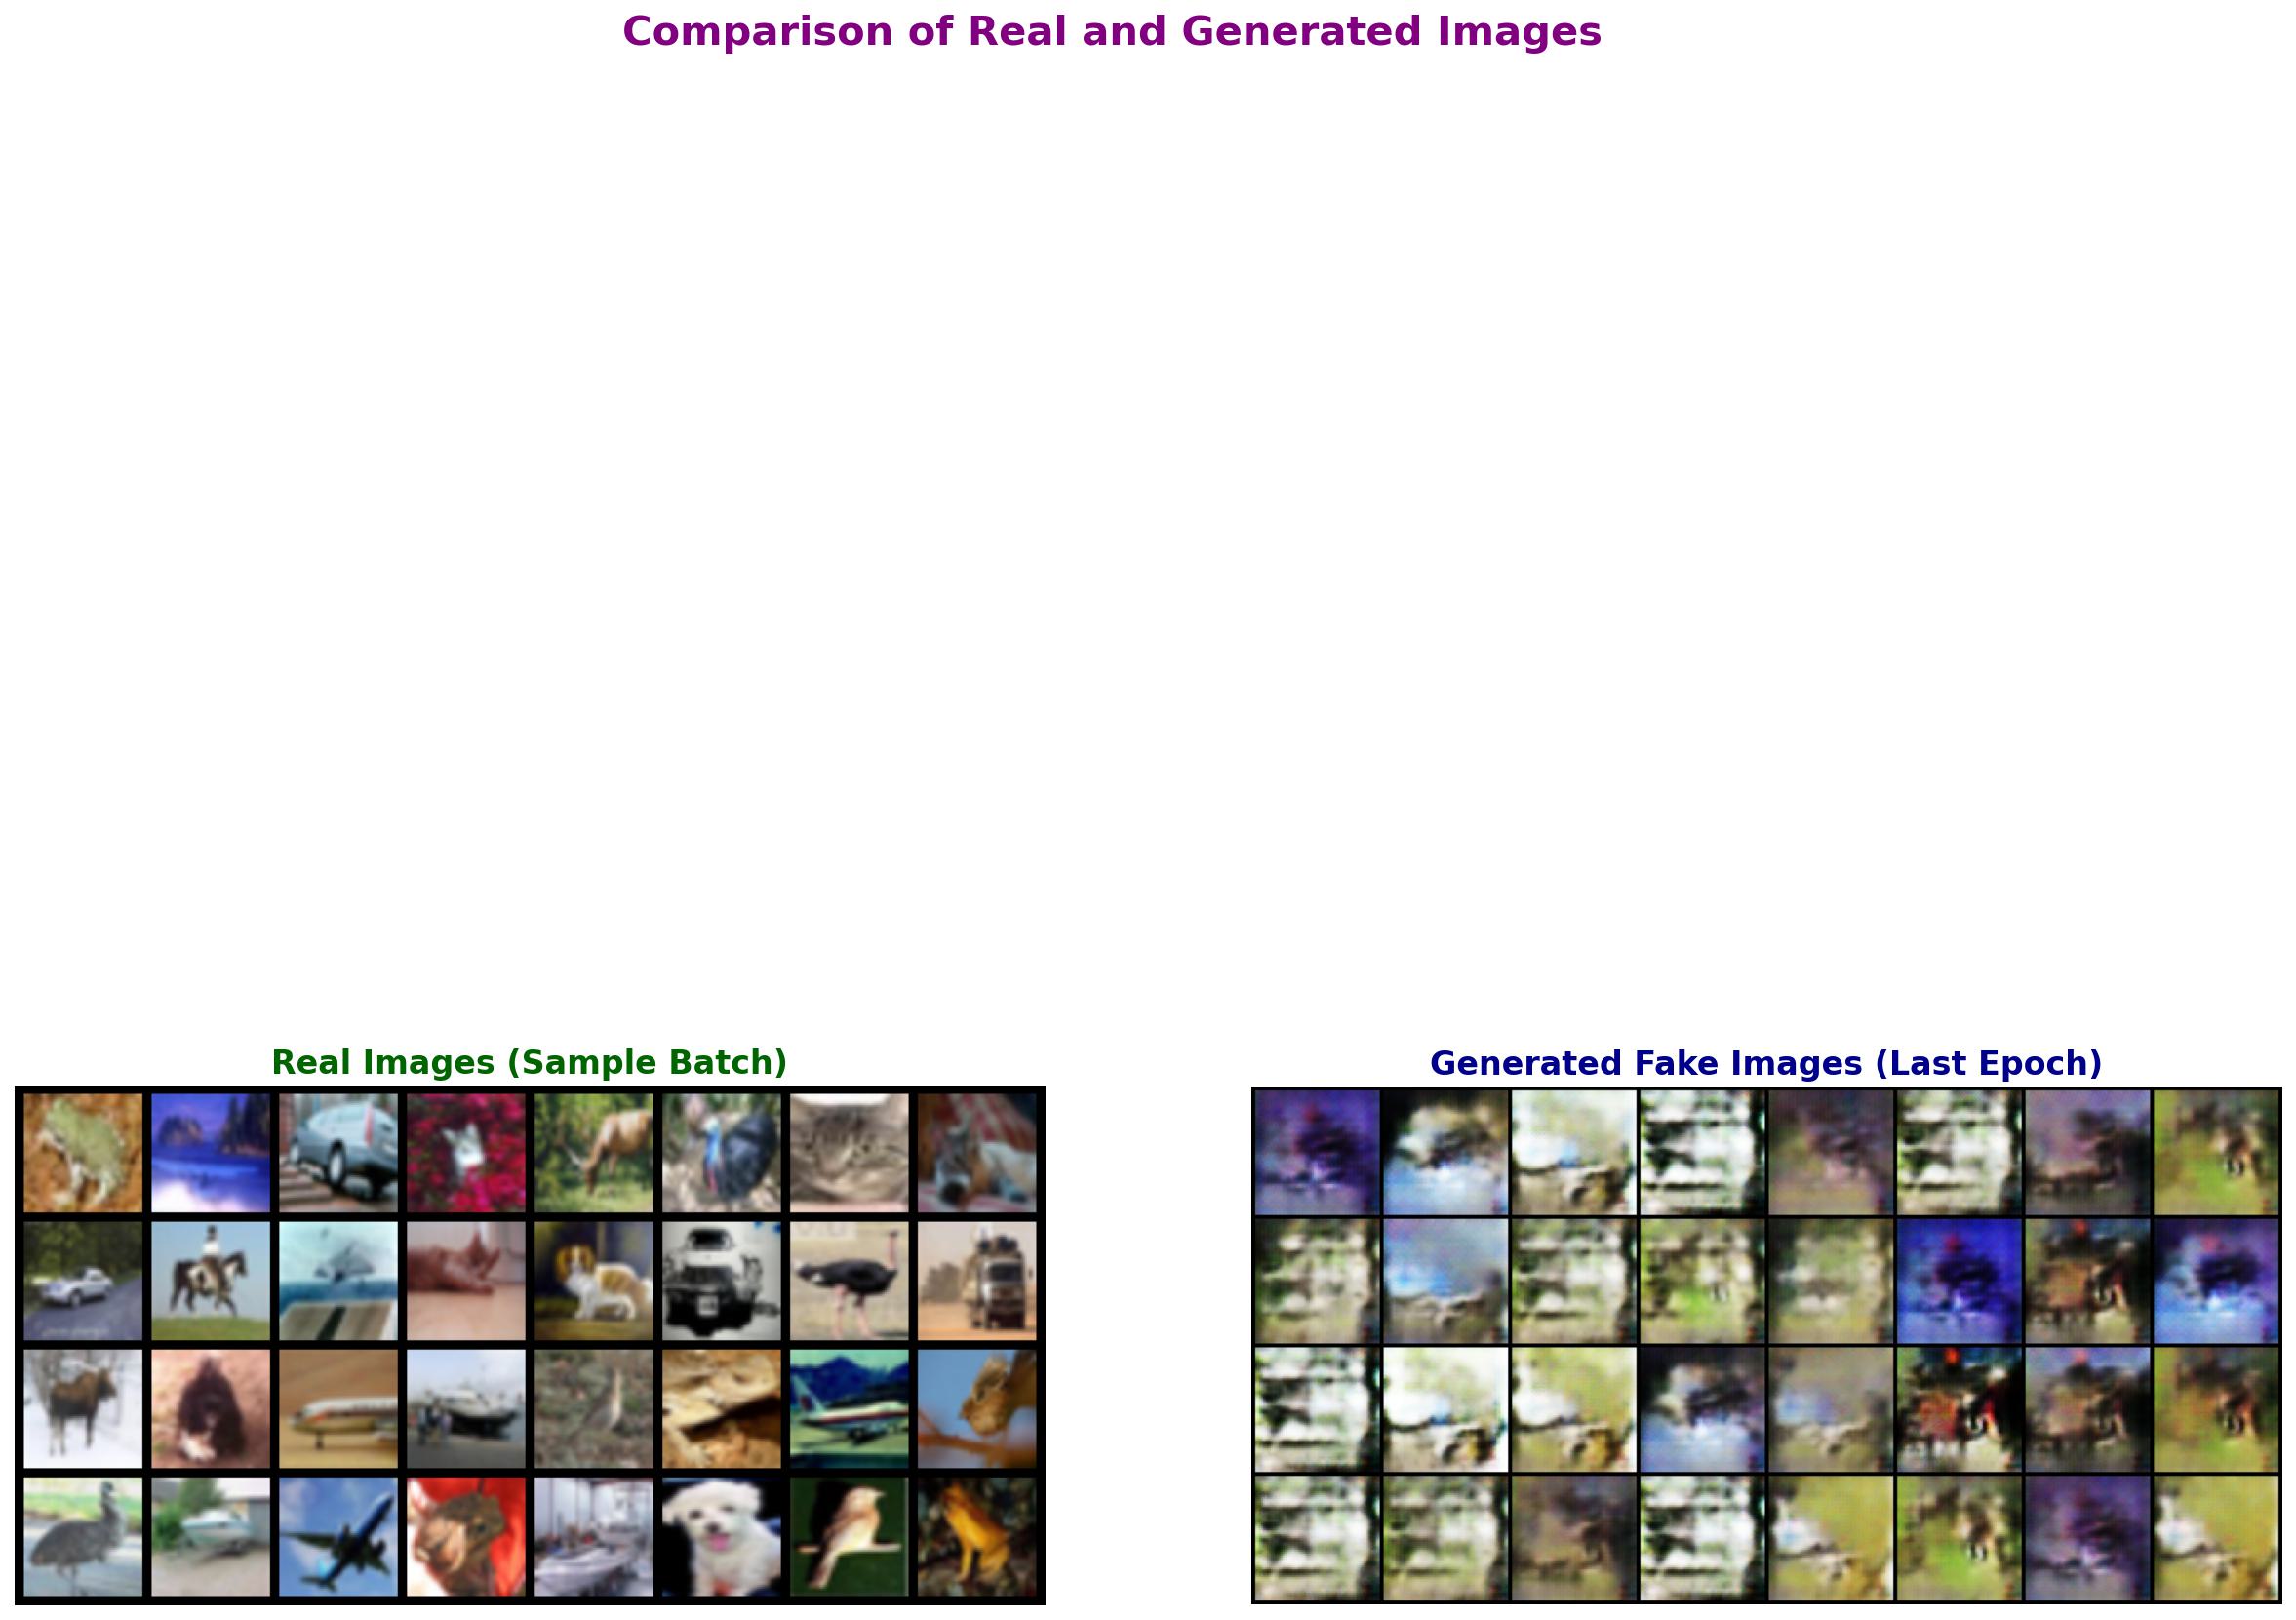 Comparison of Real and Generated Images
Real Images (Sample Batch)
Generated Fake Images (Last Epoch)